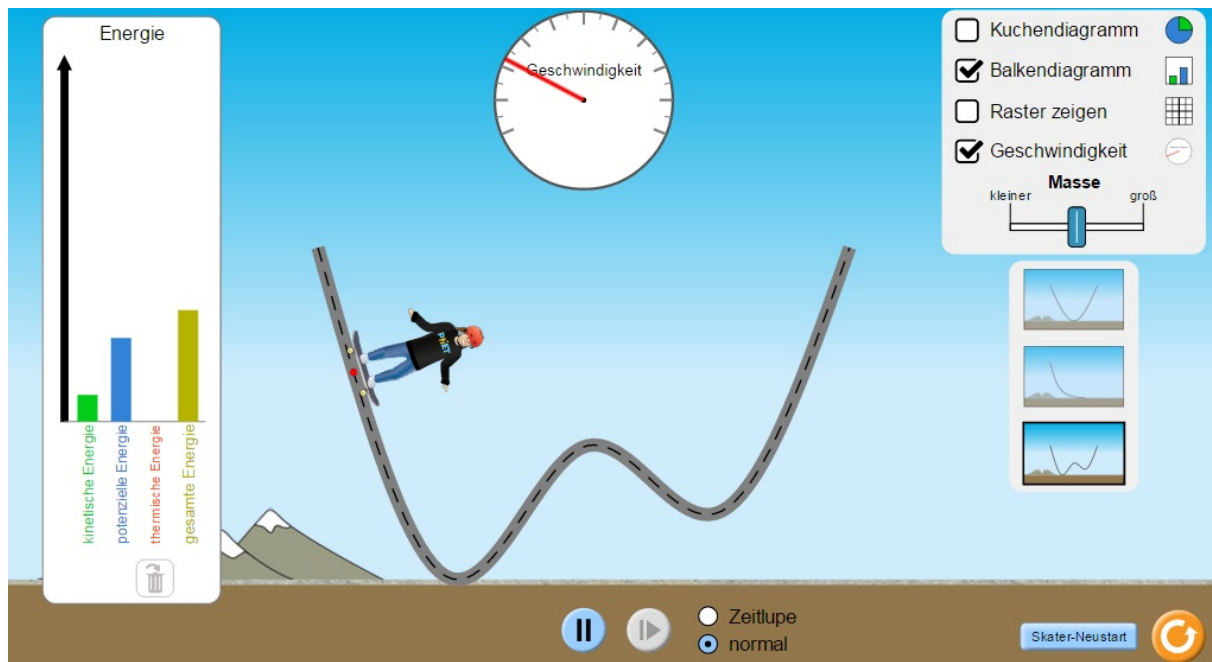 Energie
kinetische Energie
potenzielle Energie
thermische Energie
gesamte Energie
Geschwindigkeit
Kuchendiagramm
Balkendiagramm
Raster zeigen
Geschwindigkeit
Masse
kleiner
groß
PhET
Zeitlupe
normal
Skater-Neustart